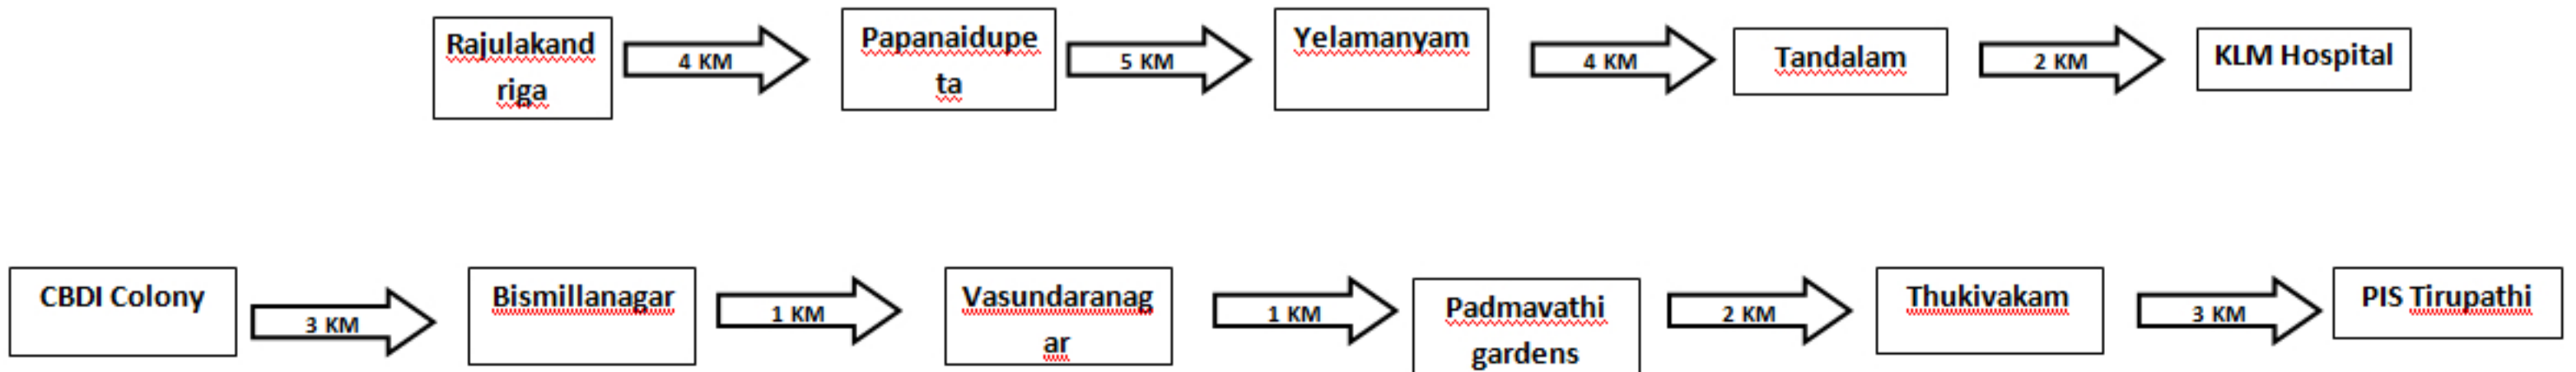 Rajulakand
riga
4 KM
Papanaidupe
ta
5 KM
Yelamanyam
4 KM
Tandalam
2 KM
KLM Hospital
CBDI Colony
3 KM
Bismillanagar
1 KM
Vasundaranag
ar
1 KM
Padmavathi
gardens
2 KM
Thukivakam
3 KM
PIS Tirupathi